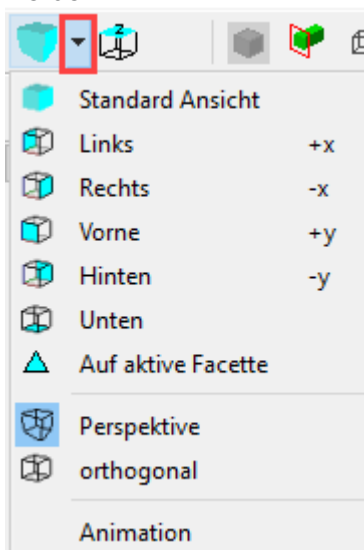 Z
Standard Ansicht
Links +x
Rechts -x
Vorne +y
Hinten -y
Unten
Auf aktive Facette
Perspektive
orthogonal
Animation